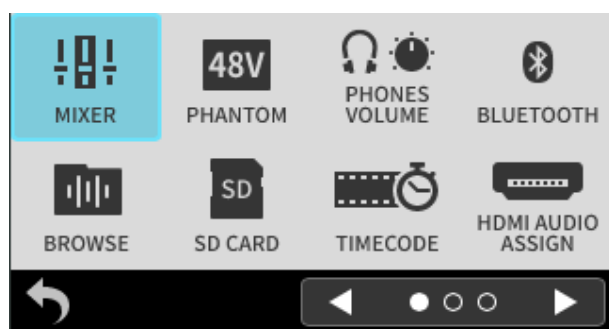 48V
MIXER
PHANTOM
PHONES
VOLUME
BLUETOOTH
SD
BROWSE
SD CARD
TIMECODE
HDMI AUDIO
ASSIGN